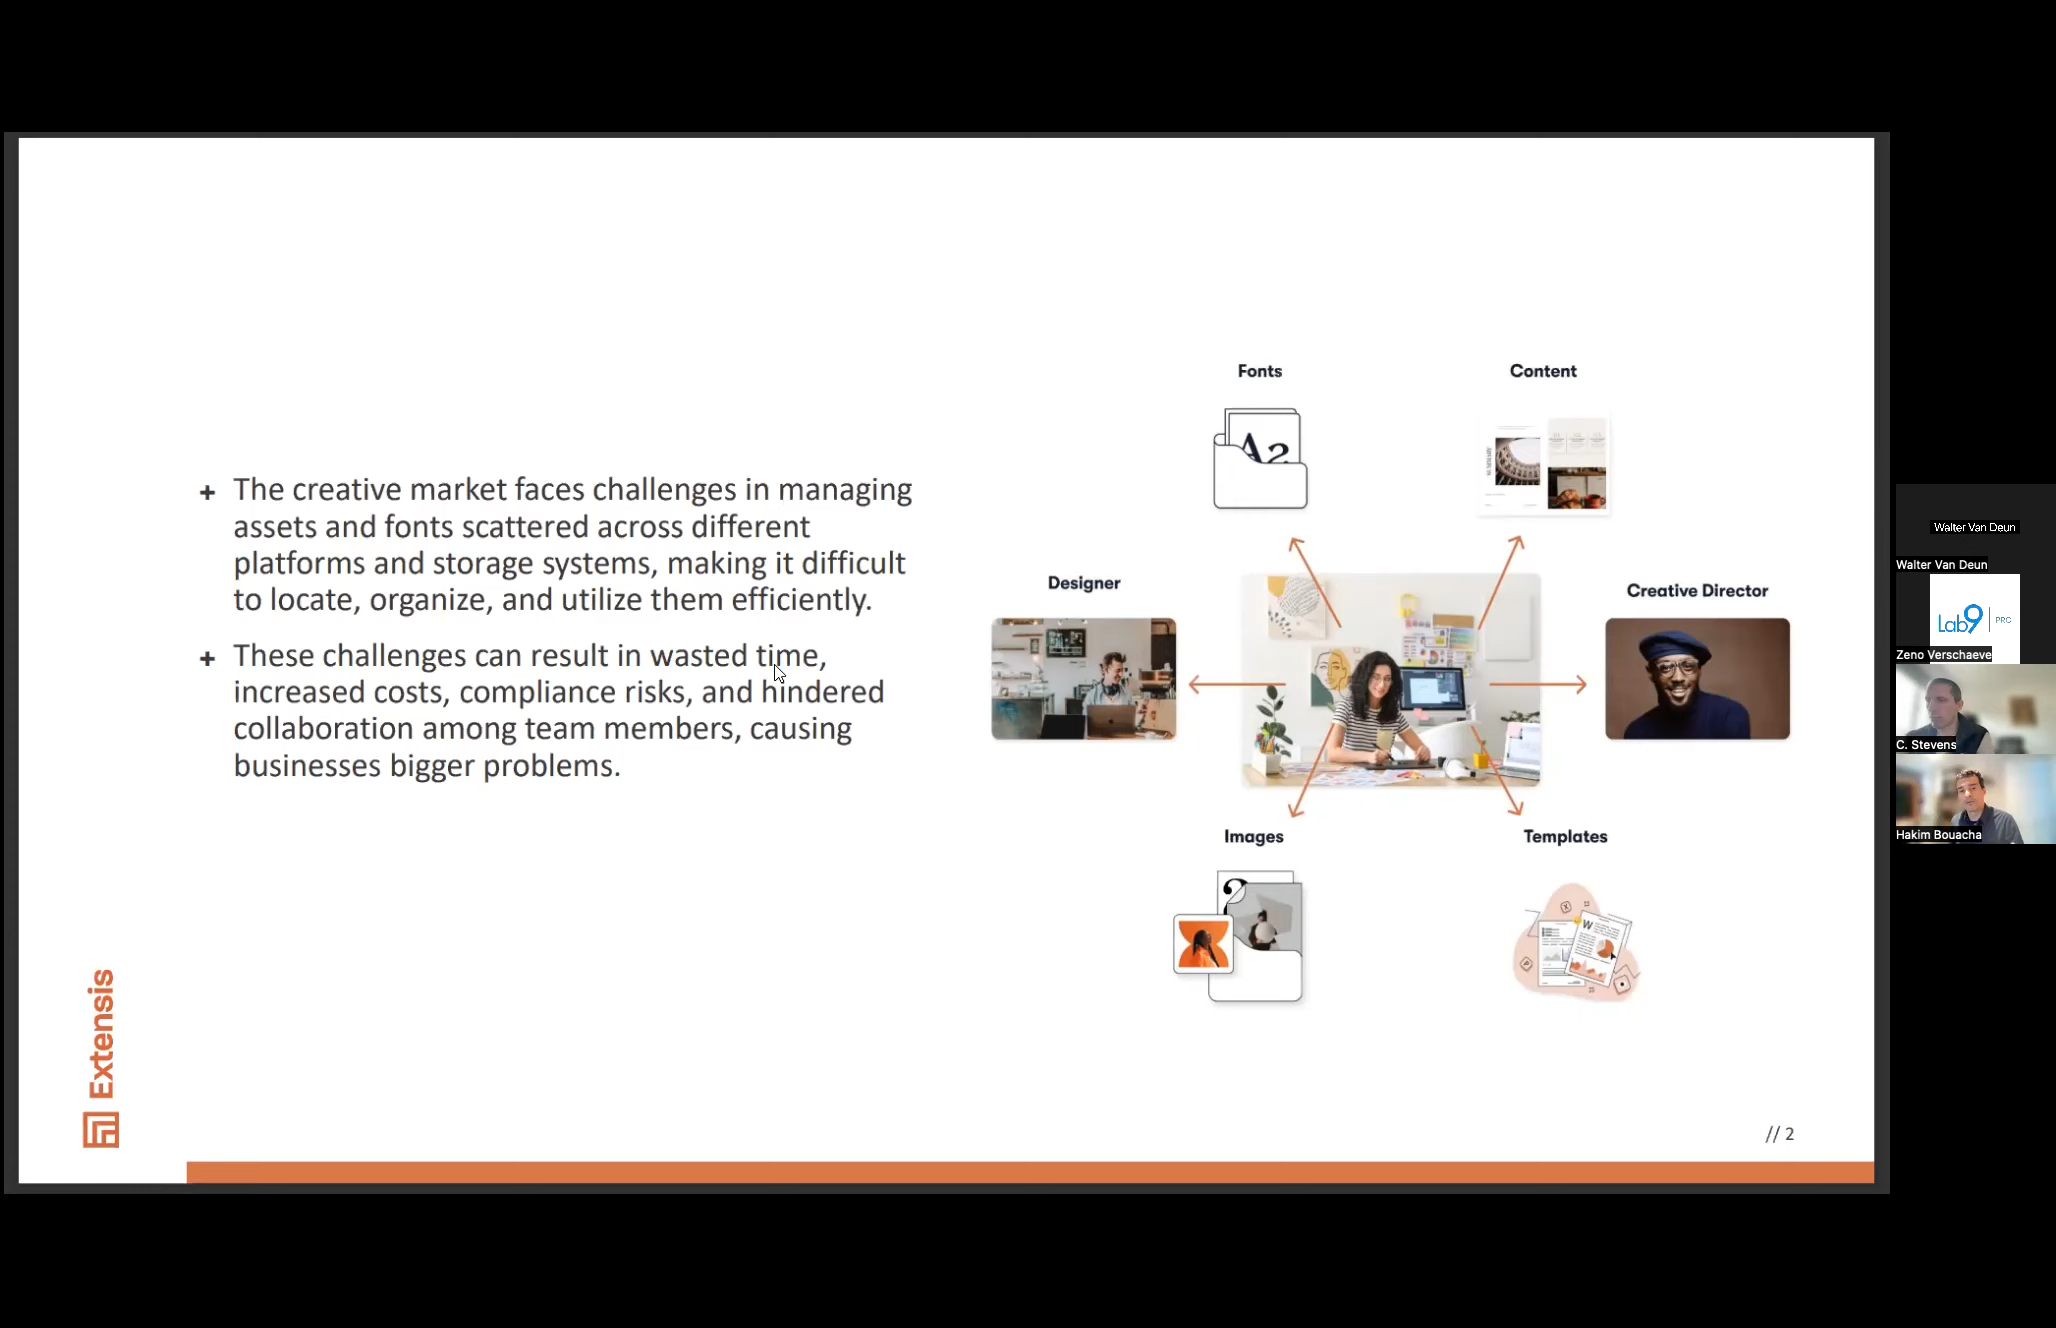 + The creative market faces challenges in managing
assets and fonts scattered across different
platforms and storage systems, making it difficult
to locate, organize, and utilize them efficiently.
+ These challenges can result in wasted time,
increased costs, compliance risks, and hindered
collaboration among team members, causing
businesses bigger problems.
Fonts
Content
Designer
Creative Director
Images
Templates
Extensis
// 2
Walter Van Deun
Walter Van Deun
Lab9 | PRO
Zeno Verschaeve
C. Stevens
Hakim Bouacha